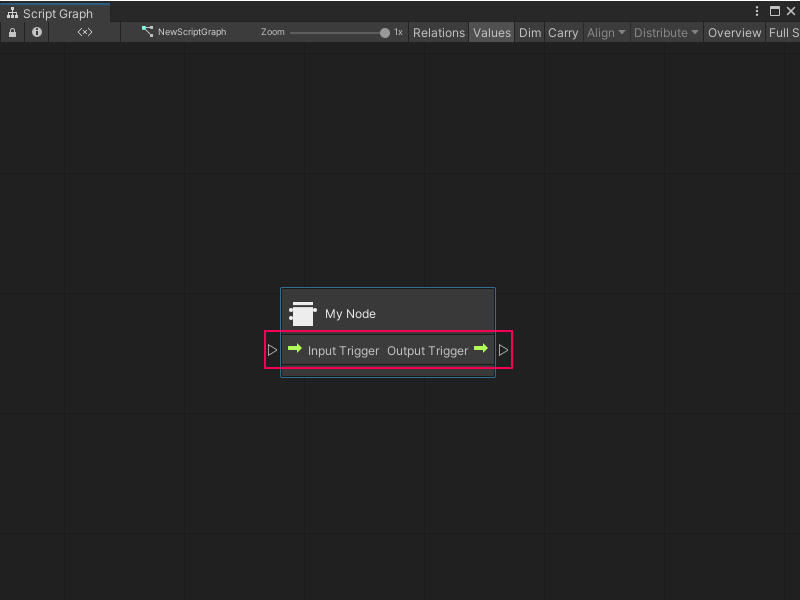 Script Graph
NewScriptGraph Zoom 1x Relations Values Dim Carry Align Distribute Overview Full S
My Node
Input Trigger Output Trigger